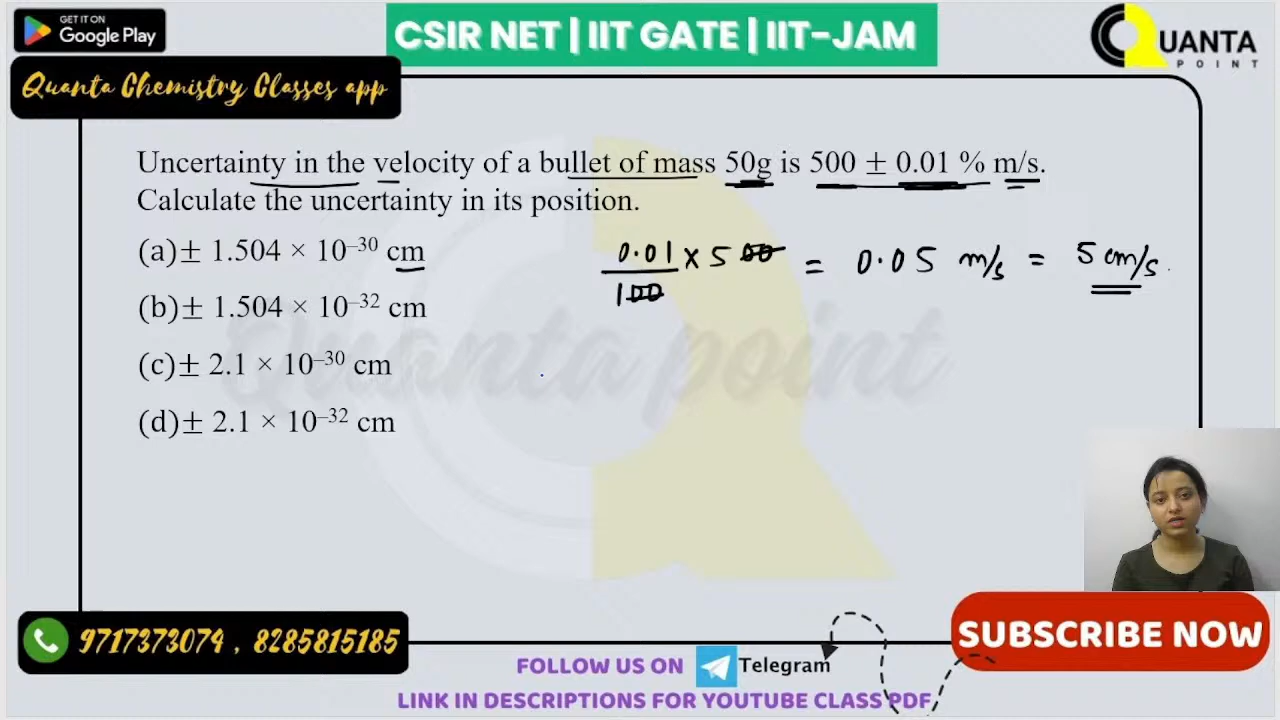 GET IT ON
Google Play
CSIR NET | IIT GATE | IIT-JAM
QUANTA
POINT
Quanta Chemistry Classes app
Uncertainty in the velocity of a bullet of mass 50g is 500 ± 0.01 % m/s.
Calculate the uncertainty in its position.
(a) ± 1.504 × 10⁻³⁰ cm
(b) ± 1.504 × 10⁻³² cm
(c) ± 2.1 × 10⁻³⁰ cm
(d) ± 2.1 × 10⁻³² cm
0.01 × 500 = 0.05 m/s = 5 cm/s.
100
Quanta point
9717373074 , 8285815185
SUBSCRIBE NOW
FOLLOW US ON Telegram
LINK IN DESCRIPTIONS FOR YOUTUBE CLASS PDF